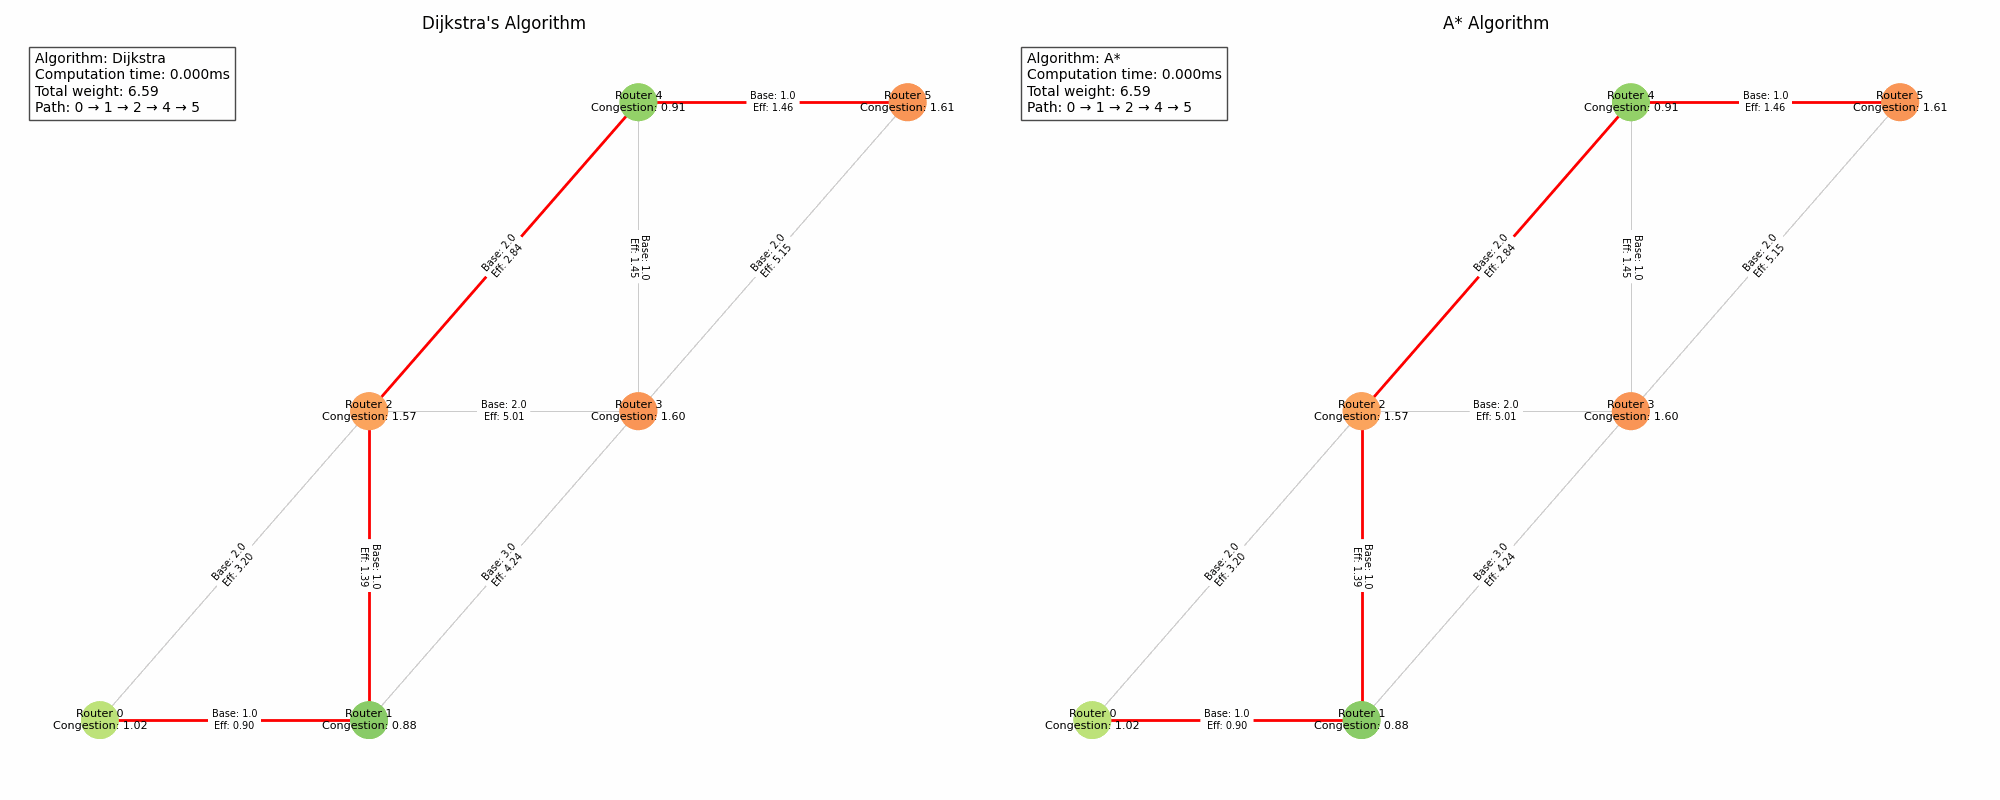 Dijkstra's Algorithm
Algorithm: Dijkstra
Computation time: 0.000ms
Total weight: 6.59
Path: 0 → 1 → 2 → 4 → 5
Router 4
Congestion: 0.91
Base: 1.0
Eff: 1.46
Router 5
Congestion: 1.61
Base: 2.0
Eff: 2.84
Base: 1.0
Eff: 1.45
Base: 2.0
Eff: 5.15
Router 2
Congestion: 1.57
Base: 2.0
Eff: 5.01
Router 3
Congestion: 1.60
Base: 2.0
Eff: 3.20
Base: 1.0
Eff: 1.39
Base: 3.0
Eff: 4.24
Router 0
Congestion: 1.02
Base: 1.0
Eff: 0.90
Router 1
Congestion: 0.88
A* Algorithm
Algorithm: A*
Computation time: 0.000ms
Total weight: 6.59
Path: 0 → 1 → 2 → 4 → 5
Router 4
Congestion: 0.91
Base: 1.0
Eff: 1.46
Router 5
Congestion: 1.61
Base: 2.0
Eff: 2.84
Base: 1.0
Eff: 1.45
Base: 2.0
Eff: 5.15
Router 2
Congestion: 1.57
Base: 2.0
Eff: 5.01
Router 3
Congestion: 1.60
Base: 2.0
Eff: 3.20
Base: 1.0
Eff: 1.39
Base: 3.0
Eff: 4.24
Router 0
Congestion: 1.02
Base: 1.0
Eff: 0.90
Router 1
Congestion: 0.88